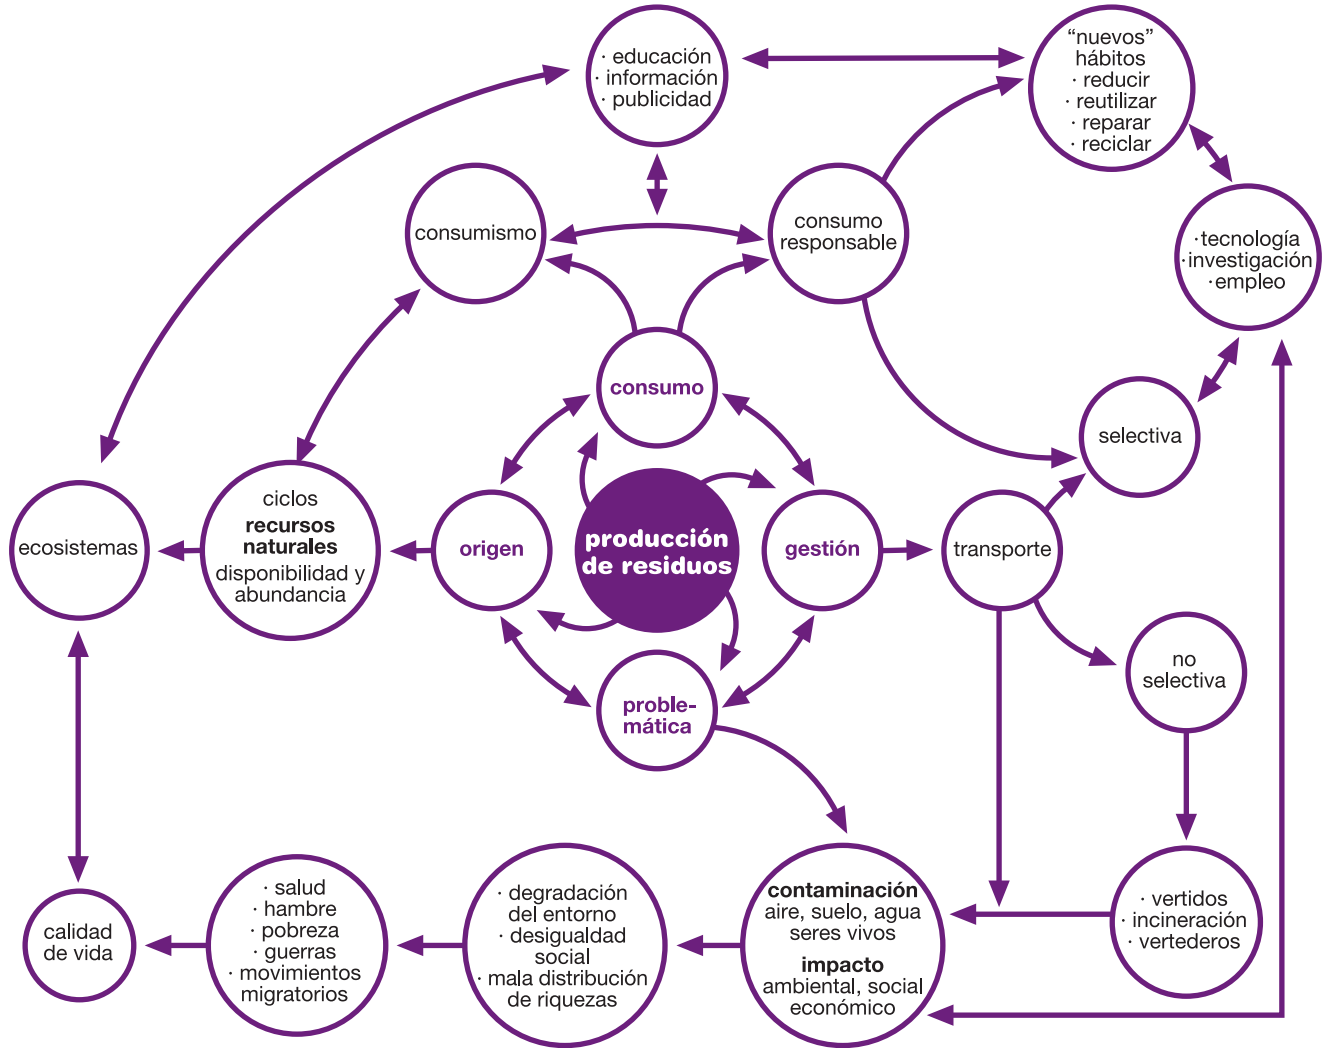 · educación
· información
· publicidad
“nuevos”
hábitos
· reducir
· reutilizar
· reparar
· reciclar
consumismo
consumo
responsable
· tecnología
· investigación
· empleo
consumo
selectiva
ciclos
recursos
naturales
disponibilidad y
abundancia
ecosistemas
origen
producción
de residuos
gestión
transporte
no
selectiva
proble-
mática
contaminación
aire, suelo, agua
seres vivos
impacto
ambiental, social
económico
· vertidos
· incineración
· vertederos
· degradación
del entorno
· desigualdad
social
· mala distribución
de riquezas
· salud
· hambre
· pobreza
· guerras
· movimientos
migratorios
calidad
de vida